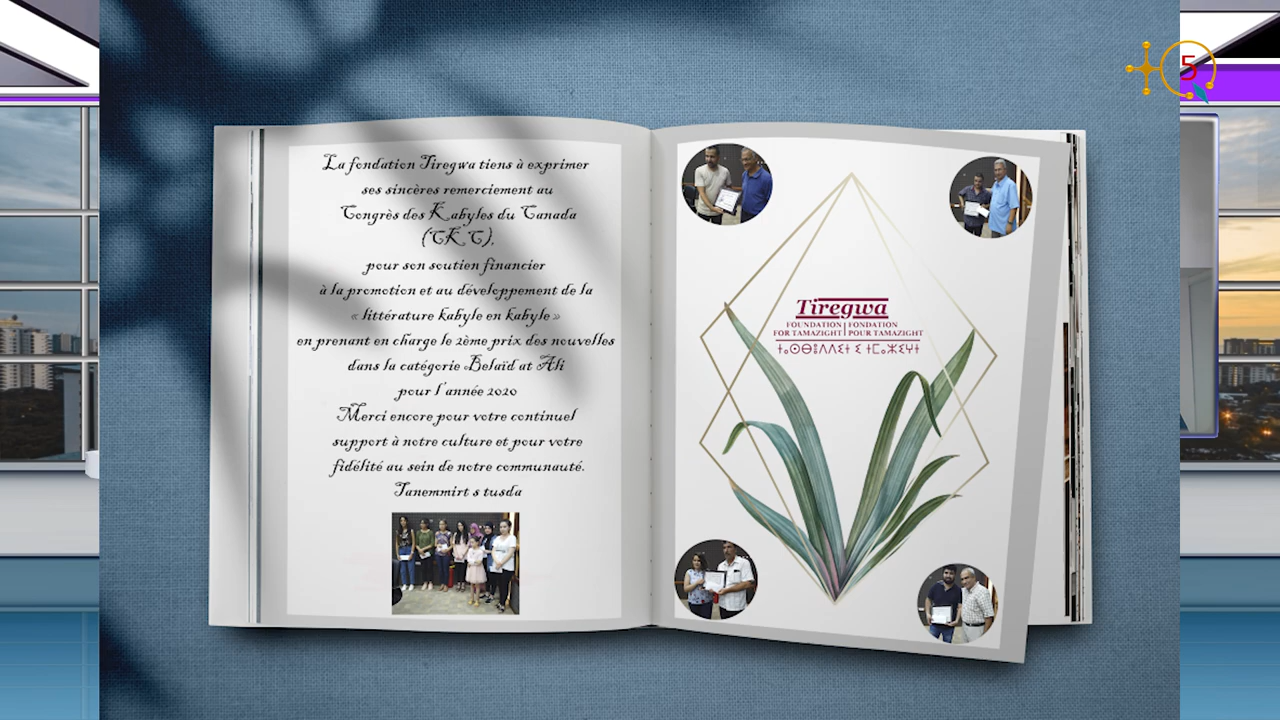 La fondation Tiregwa tiens à exprimer
ses sincères remerciement au
Congrès des Kabyles du Canada
(CKC),
pour son soutien financier
à la promotion et au développement de la
« littérature kabyle en kabyle »
en prenant en charge le 2ème prix des nouvelles
dans la catégorie Belaïd at Ali
pour l'année 2020
Merci encore pour votre continuel
support à notre culture et pour votre
fidélité au sein de notre communauté.
Tanemmirt s tusda
Tiregwa
FOUNDATION | FONDATION
FOR TAMAZIGHT | POUR TAMAZIGHT
ⵜⴰⵙⴱⴻⴷⴷⵉⵜ ⵉ ⵜⵎⴰⵣⵉⵖⵜ
5